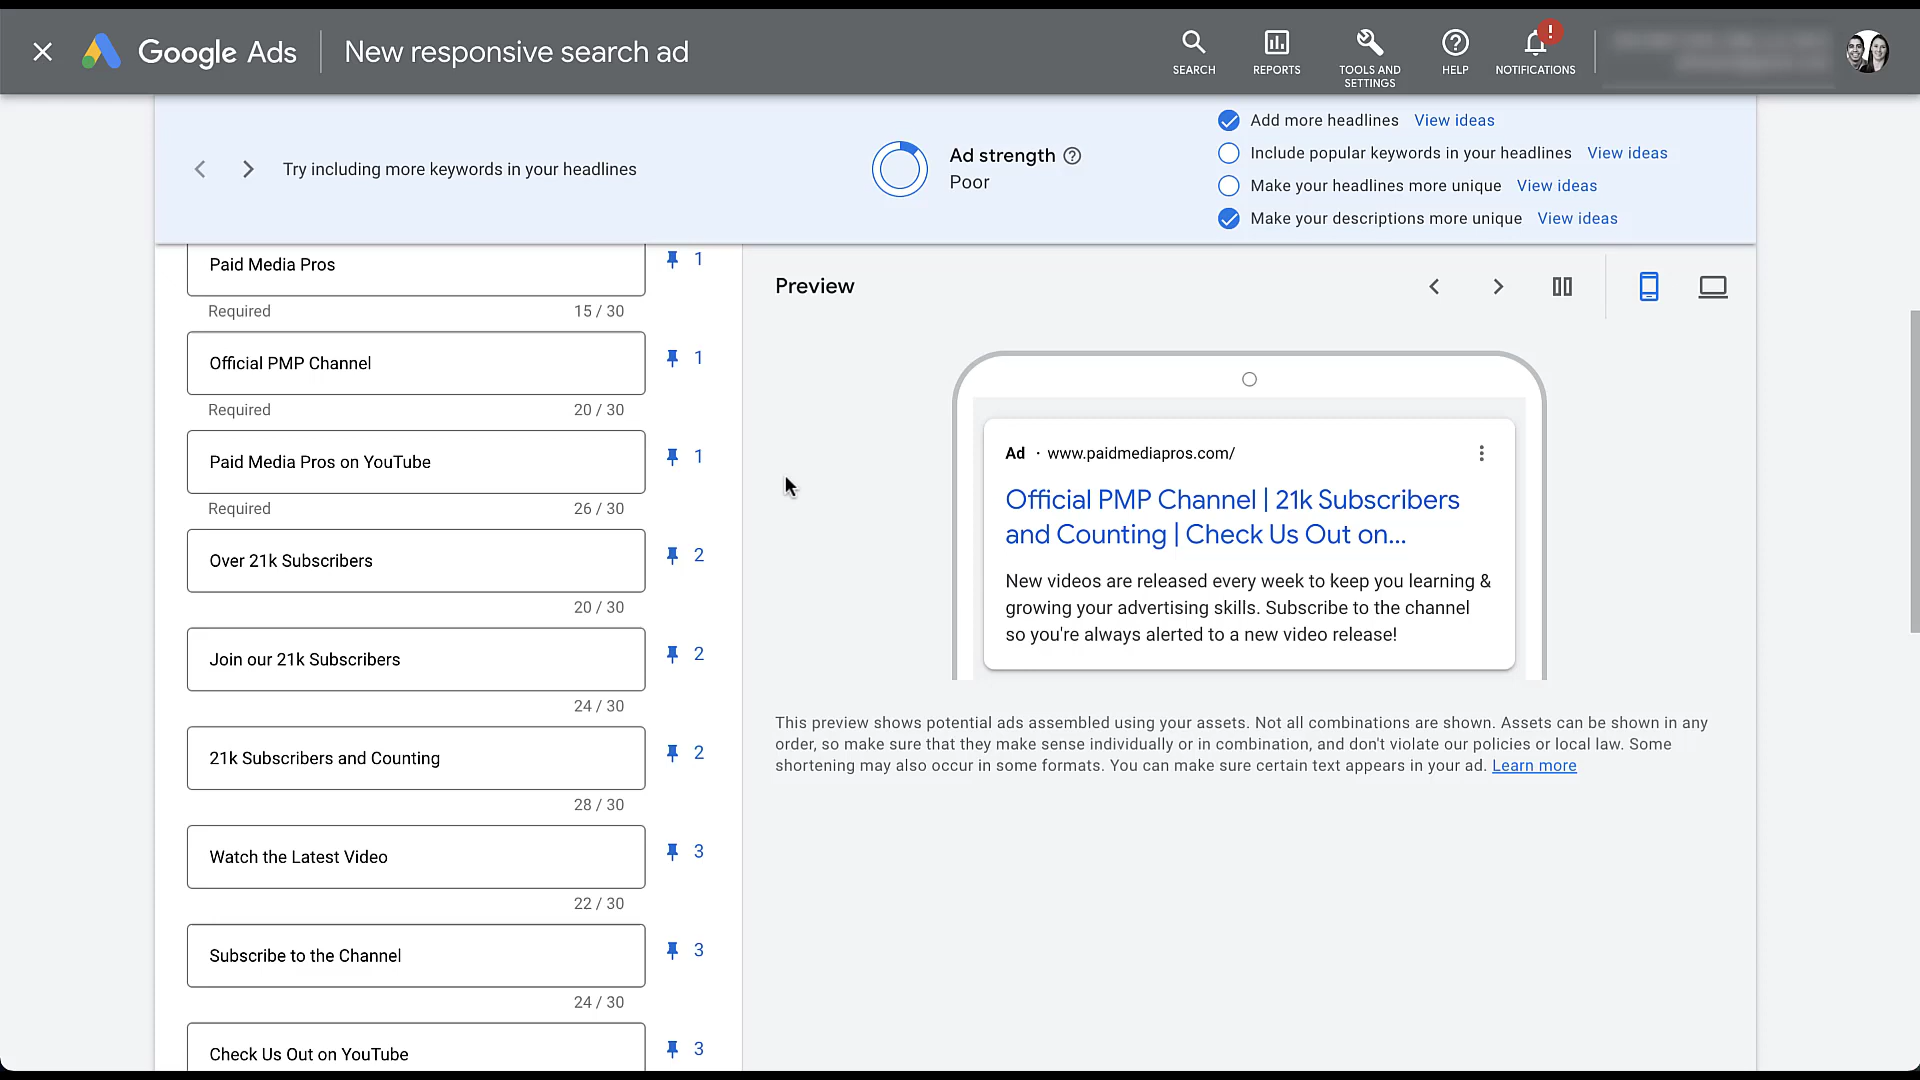 Google Ads
New responsive search ad
SEARCH
REPORTS
TOOLS AND
SETTINGS
HELP
!
NOTIFICATIONS
Try including more keywords in your headlines
Ad strength
Poor
Add more headlines View ideas
Include popular keywords in your headlines View ideas
Make your headlines more unique View ideas
Make your descriptions more unique View ideas
Paid Media Pros
1
Required 15 / 30
Official PMP Channel
1
Required 20 / 30
Paid Media Pros on YouTube
1
Required 26 / 30
Over 21k Subscribers
2
20 / 30
Join our 21k Subscribers
2
24 / 30
21k Subscribers and Counting
2
28 / 30
Watch the Latest Video
3
22 / 30
Subscribe to the Channel
3
24 / 30
Check Us Out on YouTube
3
Preview
Ad · www.paidmediapros.com/
Official PMP Channel | 21k Subscribers
and Counting | Check Us Out on...
New videos are released every week to keep you learning &
growing your advertising skills. Subscribe to the channel
so you're always alerted to a new video release!
This preview shows potential ads assembled using your assets. Not all combinations are shown. Assets can be shown in any
order, so make sure that they make sense individually or in combination, and don't violate our policies or local law. Some
shortening may also occur in some formats. You can make sure certain text appears in your ad. Learn more